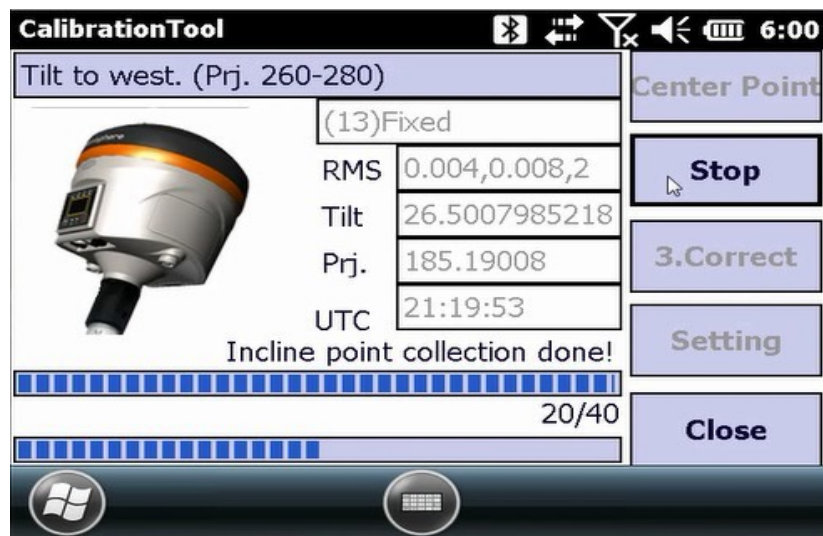 CalibrationTool 6:00
Tilt to west. (Prj. 260-280)
Center Point
(13)Fixed
RMS 0.004,0.008,2
Stop
Tilt 26.5007985218
Prj. 185.19008
3.Correct
UTC 21:19:53
Setting
Incline point collection done!
20/40
Close